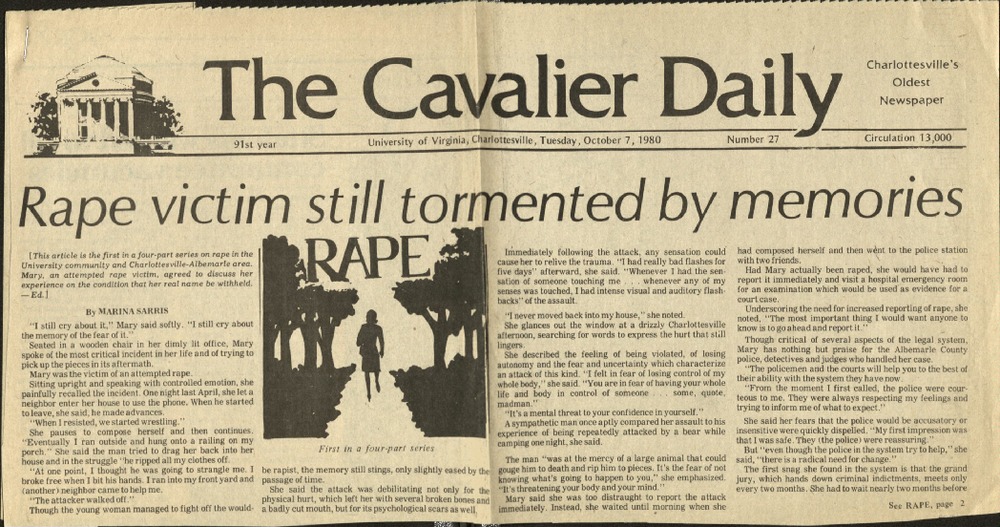 The Cavalier Daily
Charlottesville's
Oldest
Newspaper
91st year
University of Virginia, Charlottesville, Tuesday, October 7, 1980
Number 27
Circulation 13,000
Rape victim still tormented by memories
[This article is the first in a four-part series on rape in the
University community and Charlottesville-Albemarle area.
Mary, an attempted rape victim, agreed to discuss her
experience on the condition that her real name be withheld.
—Ed.]
By MARINA SARRIS
"I still cry about it," Mary said softly. "I still cry about
the memory of the fear of it."
Seated in a wooden chair in her dimly lit office, Mary
spoke of the most critical incident in her life and of trying to
pick up the pieces in its aftermath.
Mary was the victim of an attempted rape.
Sitting upright and speaking with controlled emotion, she
painfully recalled the incident. One night last April, she let a
neighbor enter her house to use the phone. When he started
to leave, she said, he made advances.
"When I resisted, we started wrestling."
She pauses to compose herself and then continues.
"Eventually I ran outside and hung onto a railing on my
porch." She said the man tried to drag her back into her
house and in the struggle "he ripped all my clothes off.
"At one point, I thought he was going to strangle me. I
broke free when I bit his hands. I ran into my front yard and
(another) neighbor came to help me.
"The attacker walked off."
Though the young woman managed to fight off the would-
RAPE
First in a four-part series
be rapist, the memory still stings, only slightly eased by the
passage of time.
She said the attack was debilitating not only for the
physical hurt, which left her with several broken bones and
a badly cut mouth, but for its psychological scars as well.
Immediately following the attack, any sensation could
cause her to relive the trauma. "I had really bad flashes for
five days" afterward, she said. "Whenever I had the sen-
sation of someone touching me . . . whenever any of my
senses was touched, I had intense visual and auditory flash-
backs" of the assault.
"I never moved back into my house," she noted.
She glances out the window at a drizzly Charlottesville
afternoon, searching for words to express the hurt that still
lingers.
She described the feeling of being violated, of losing
autonomy and the fear and uncertainty which characterize
an attack of this kind. "I felt in fear of losing control of my
whole body," she said. "You are in fear of having your whole
life and body in control of someone . . . some, quote,
madman."
"It's a mental threat to your confidence in yourself."
A sympathetic man once aptly compared her assault to his
experience of being repeatedly attacked by a bear while
camping one night, she said.
The man "was at the mercy of a large animal that could
gouge him to death and rip him to pieces. It's the fear of not
knowing what's going to happen to you," she emphasized.
"It's threatening your body and your mind."
Mary said she was too distraught to report the attack
immediately. Instead, she waited until morning when she
had composed herself and then went to the police station
with two friends.
Had Mary actually been raped, she would have had to
report it immediately and visit a hospital emergency room
for an examination which would be used as evidence for a
court case.
Underscoring the need for increased reporting of rape, she
noted, "The most important thing I would want anyone to
know is to go ahead and report it."
Though critical of several aspects of the legal system,
Mary has nothing but praise for the Albemarle County
police, detectives and judges who handled her case.
"The policemen and the courts will help you to the best of
their ability with the system they have now.
"From the moment I first called, the police were cour-
teous to me. They were always respecting my feelings and
trying to inform me of what to expect."
She said her fears that the police would be accusatory or
insensitive were quickly dispelled. "My first impression was
that I was safe. They (the police) were reassuring."
But "even though the police in the system try to help," she
said, "there is a radical need for change."
The first snag she found in the system is that the grand
jury, which hands down criminal indictments, meets only
every two months. She had to wait nearly two months before
See RAPE, page 2